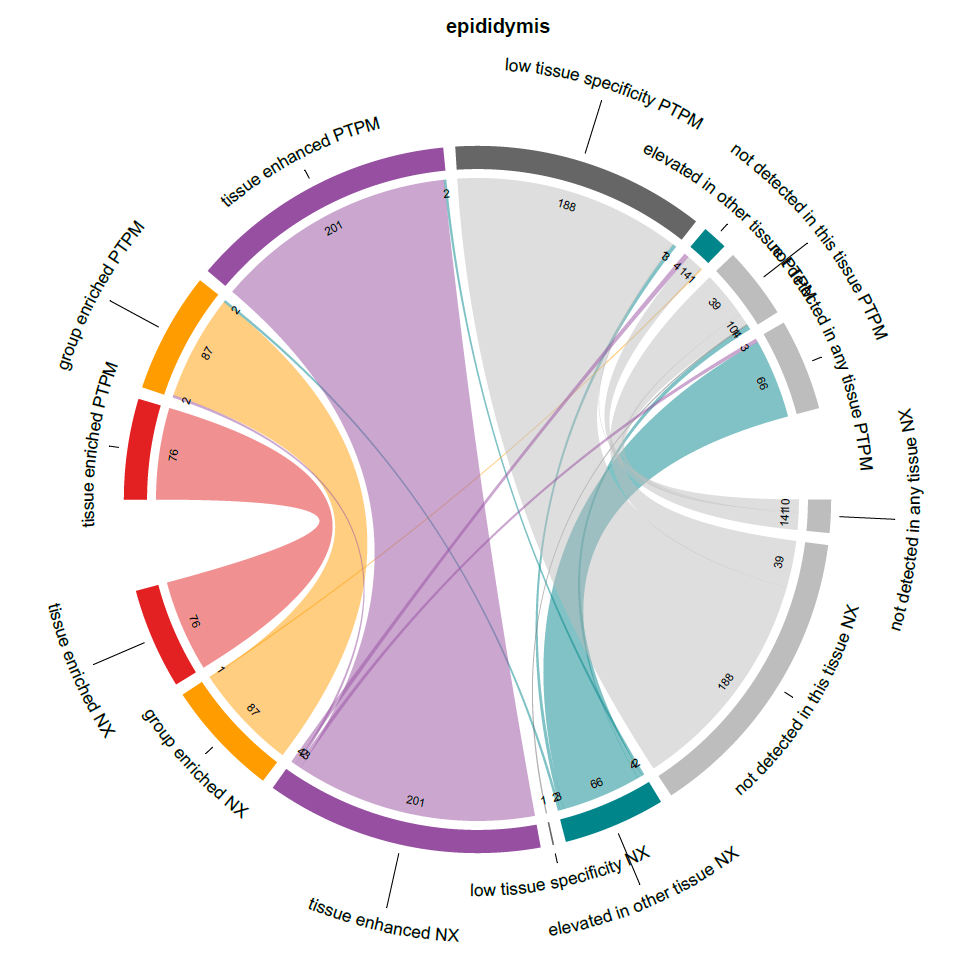 epididymis
low tissue specificity PTPM
elevated in other tissue PTPM
not detected in this tissue PTPM
not detected in any tissue PTPM
tissue enhanced PTPM
group enriched PTPM
tissue enriched PTPM
not detected in any tissue NX
not detected in this tissue NX
elevated in other tissue NX
low tissue specificity NX
tissue enhanced NX
group enriched NX
tissue enriched NX
201
2
188
2
87
2
76
39
3
66
39
188
76
1
87
201
1
66